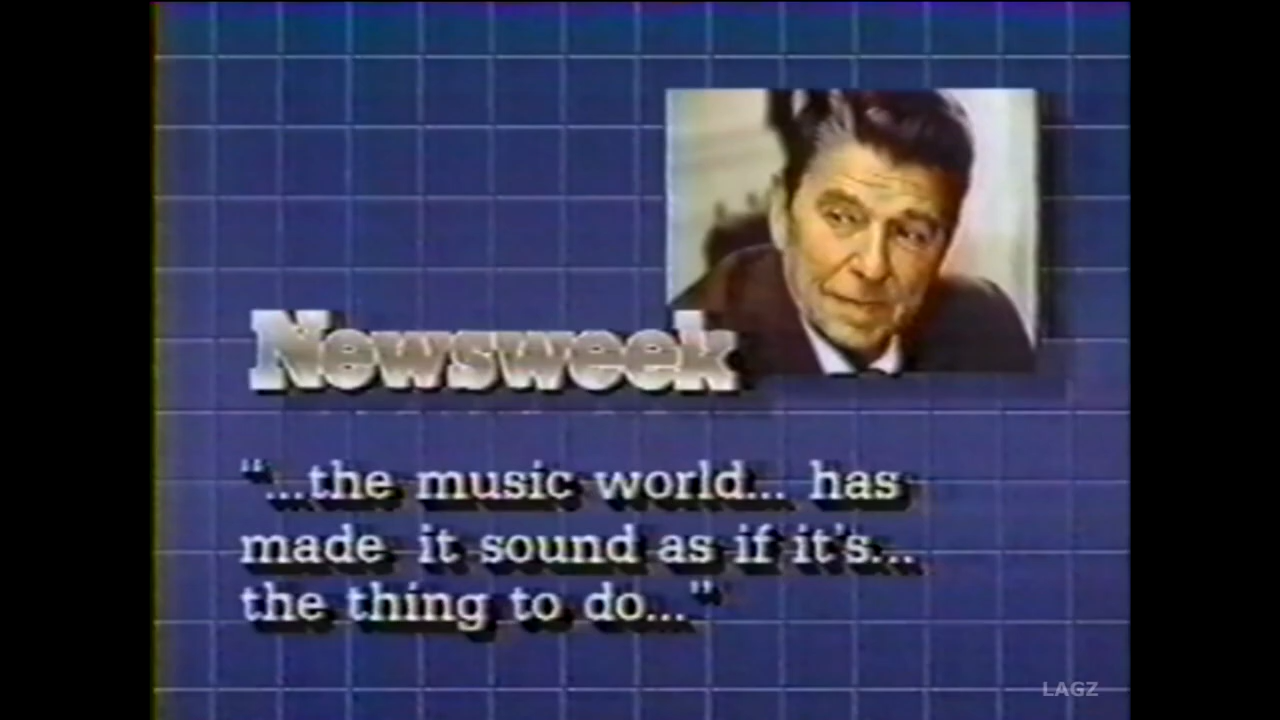 Newsweek
"...the music world... has
made it sound as if it's...
the thing to do..."
LAGZ